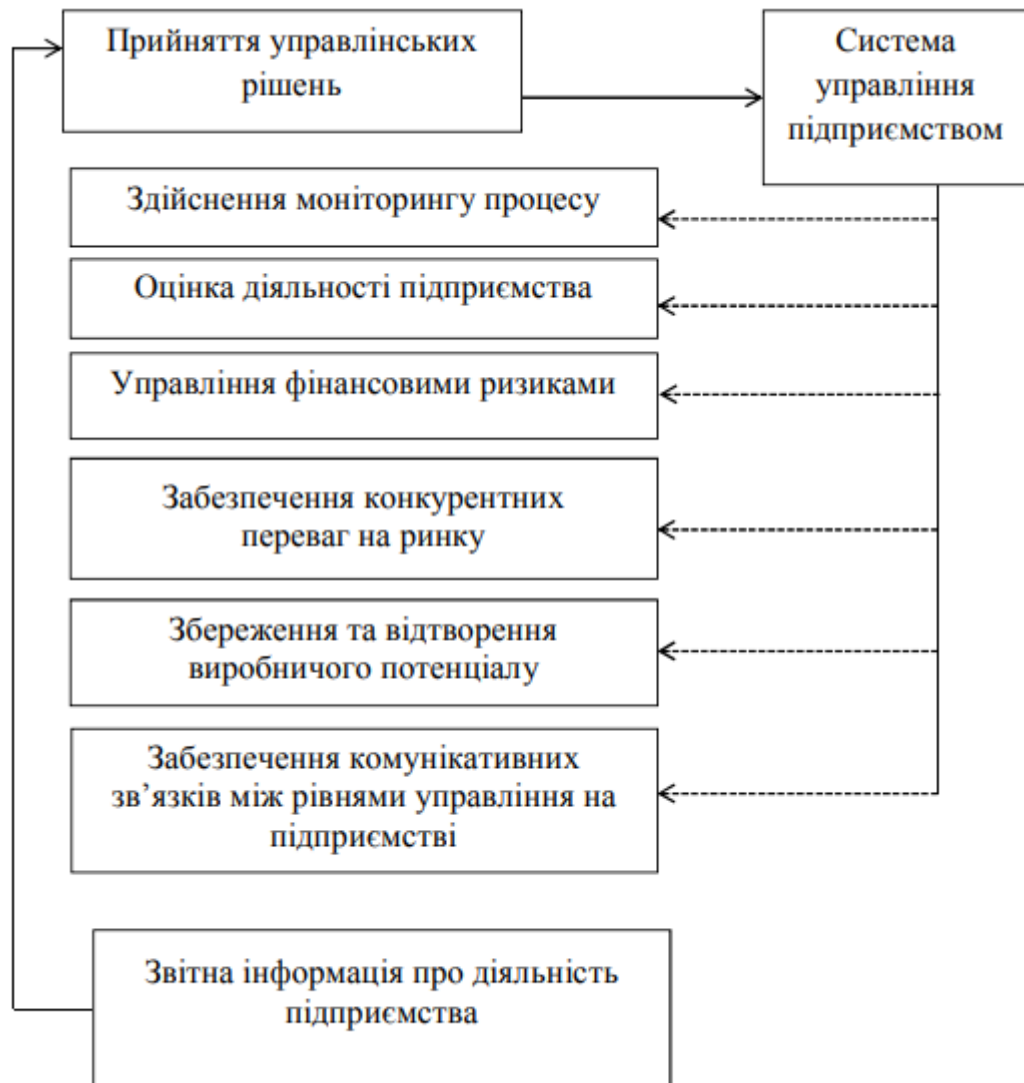 Прийняття управлінських
рішень
Система
управління
підприємством
Здійснення моніторингу процесу
Оцінка діяльності підприємства
Управління фінансовими ризиками
Забезпечення конкурентних
переваг на ринку
Збереження та відтворення
виробничого потенціалу
Забезпечення комунікативних
зв’язків між рівнями управління на
підприємстві
Звітна інформація про діяльність
підприємства